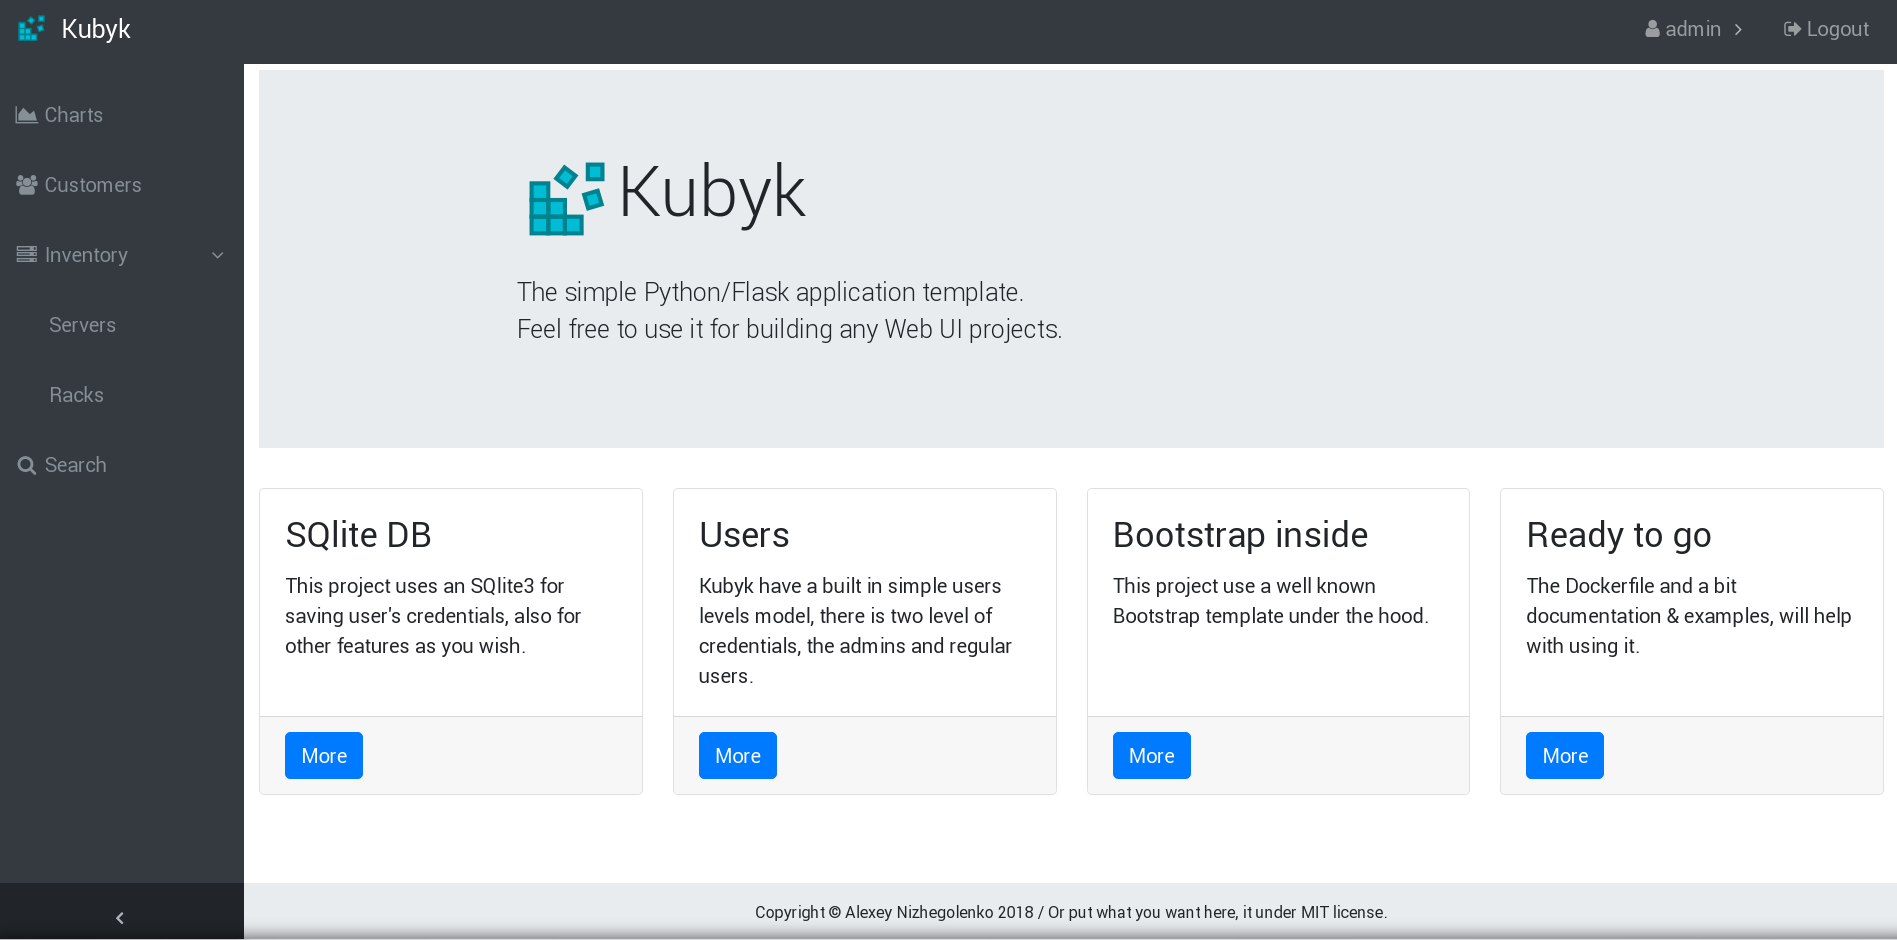 Kubyk
admin
Logout
Charts
Customers
Inventory
Servers
Racks
Search
Kubyk
The simple Python/Flask application template.
Feel free to use it for building any Web UI projects.
SQlite DB
This project uses an SQlite3 for
saving user's credentials, also for
other features as you wish.
More
Users
Kubyk have a built in simple users
levels model, there is two level of
credentials, the admins and regular
users.
More
Bootstrap inside
This project use a well known
Bootstrap template under the hood.
More
Ready to go
The Dockerfile and a bit
documentation & examples, will help
with using it.
More
Copyright © Alexey Nizhegolenko 2018 / Or put what you want here, it under MIT license.